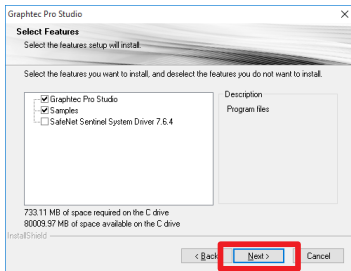 Graphtec Pro Studio
Select Features
Select the features setup will install.
Select the features you want to install, and deselect the features you do not want to install.
Graphtec Pro Studio
Samples
SafeNet Sentinel System Driver 7.6.4
Description
Program files
733.11 MB of space required on the C drive
80009.97 MB of space available on the C drive
InstallShield
< Back
Next >
Cancel